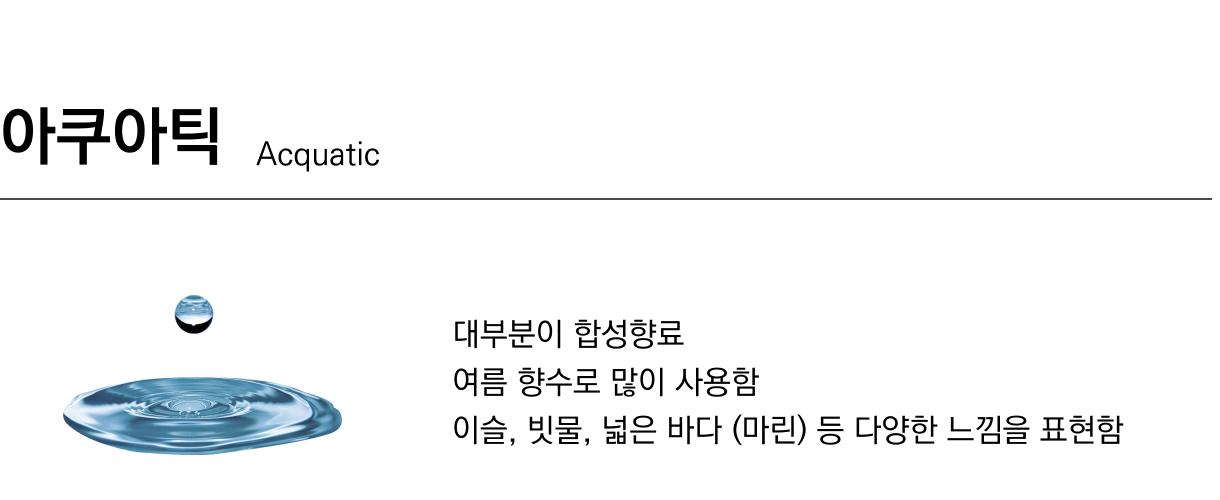 아쿠아틱 Acquatic
대부분이 합성향료
여름 향수로 많이 사용함
이슬, 빗물, 넓은 바다 (마린) 등 다양한 느낌을 표현함